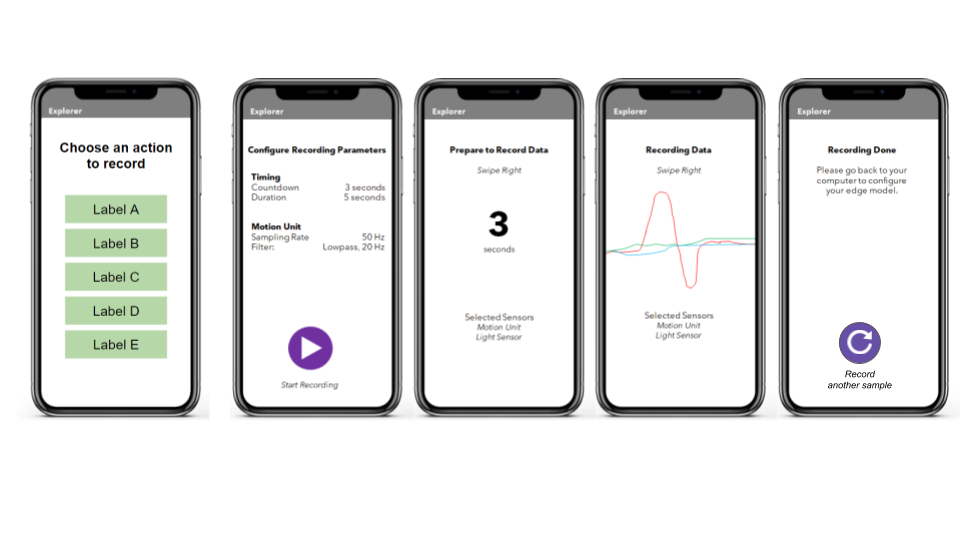 Explorer
Choose an action
to record
Label A
Label B
Label C
Label D
Label E
Explorer
Configure Recording Parameters
Timing
Countdown 3 seconds
Duration 5 seconds
Motion Unit
Sampling Rate 50 Hz
Filter: Lowpass, 20 Hz
Start Recording
Explorer
Prepare to Record Data
Swipe Right
3
seconds
Selected Sensors
Motion Unit
Light Sensor
Explorer
Recording Data
Swipe Right
Selected Sensors
Motion Unit
Light Sensor
Explorer
Recording Done
Please go back to your
computer to configure
your edge model.
Record
another sample